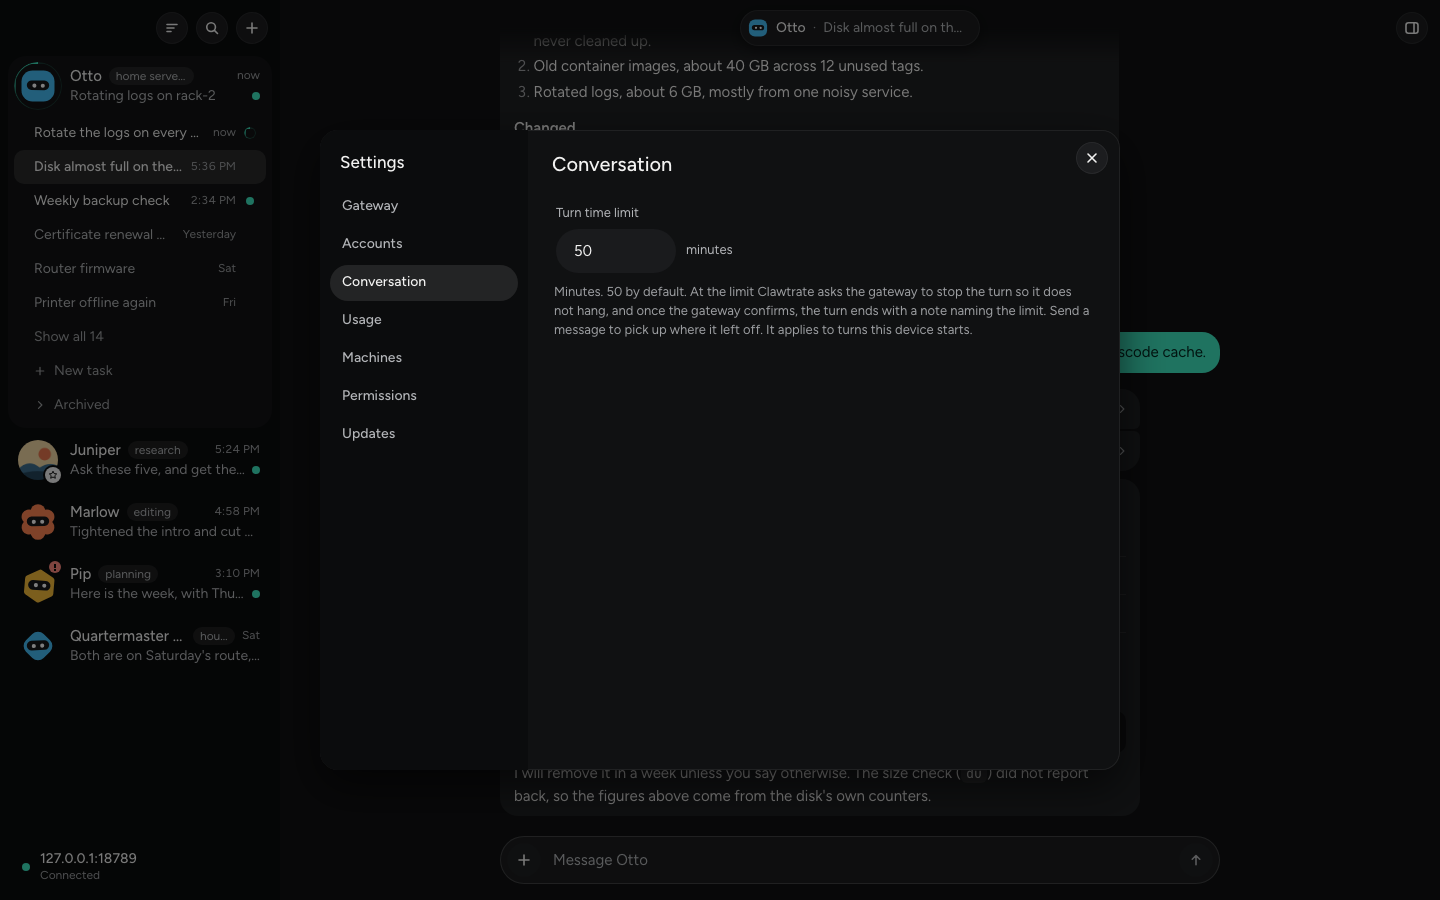 Otto · Disk almost full on th...
Otto home serve... now
Rotating logs on rack-2
Rotate the logs on every ... now
Disk almost full on the... 5:36 PM
Weekly backup check 2:34 PM
Certificate renewal ... Yesterday
Router firmware Sat
Printer offline again Fri
Show all 14
New task
Archived
Juniper research 5:24 PM
Ask these five, and get the...
Marlow editing 4:58 PM
Tightened the intro and cut ...
Pip planning 3:10 PM
Here is the week, with Thu...
Quartermaster ... hou... Sat
Both are on Saturday's route,...
127.0.0.1:18789
Connected
never cleaned up.
2. Old container images, about 40 GB across 12 unused tags.
3. Rotated logs, about 6 GB, mostly from one noisy service.
Changed
Settings
Gateway
Accounts
Conversation
Usage
Machines
Permissions
Updates
Conversation
Turn time limit
50 minutes
Minutes. 50 by default. At the limit Clawtrate asks the gateway to stop the turn so it does
not hang, and once the gateway confirms, the turn ends with a note naming the limit. Send a
message to pick up where it left off. It applies to turns this device starts.
scode cache.
I will remove it in a week unless you say otherwise. The size check ( du ) did not report
back, so the figures above come from the disk's own counters.
Message Otto